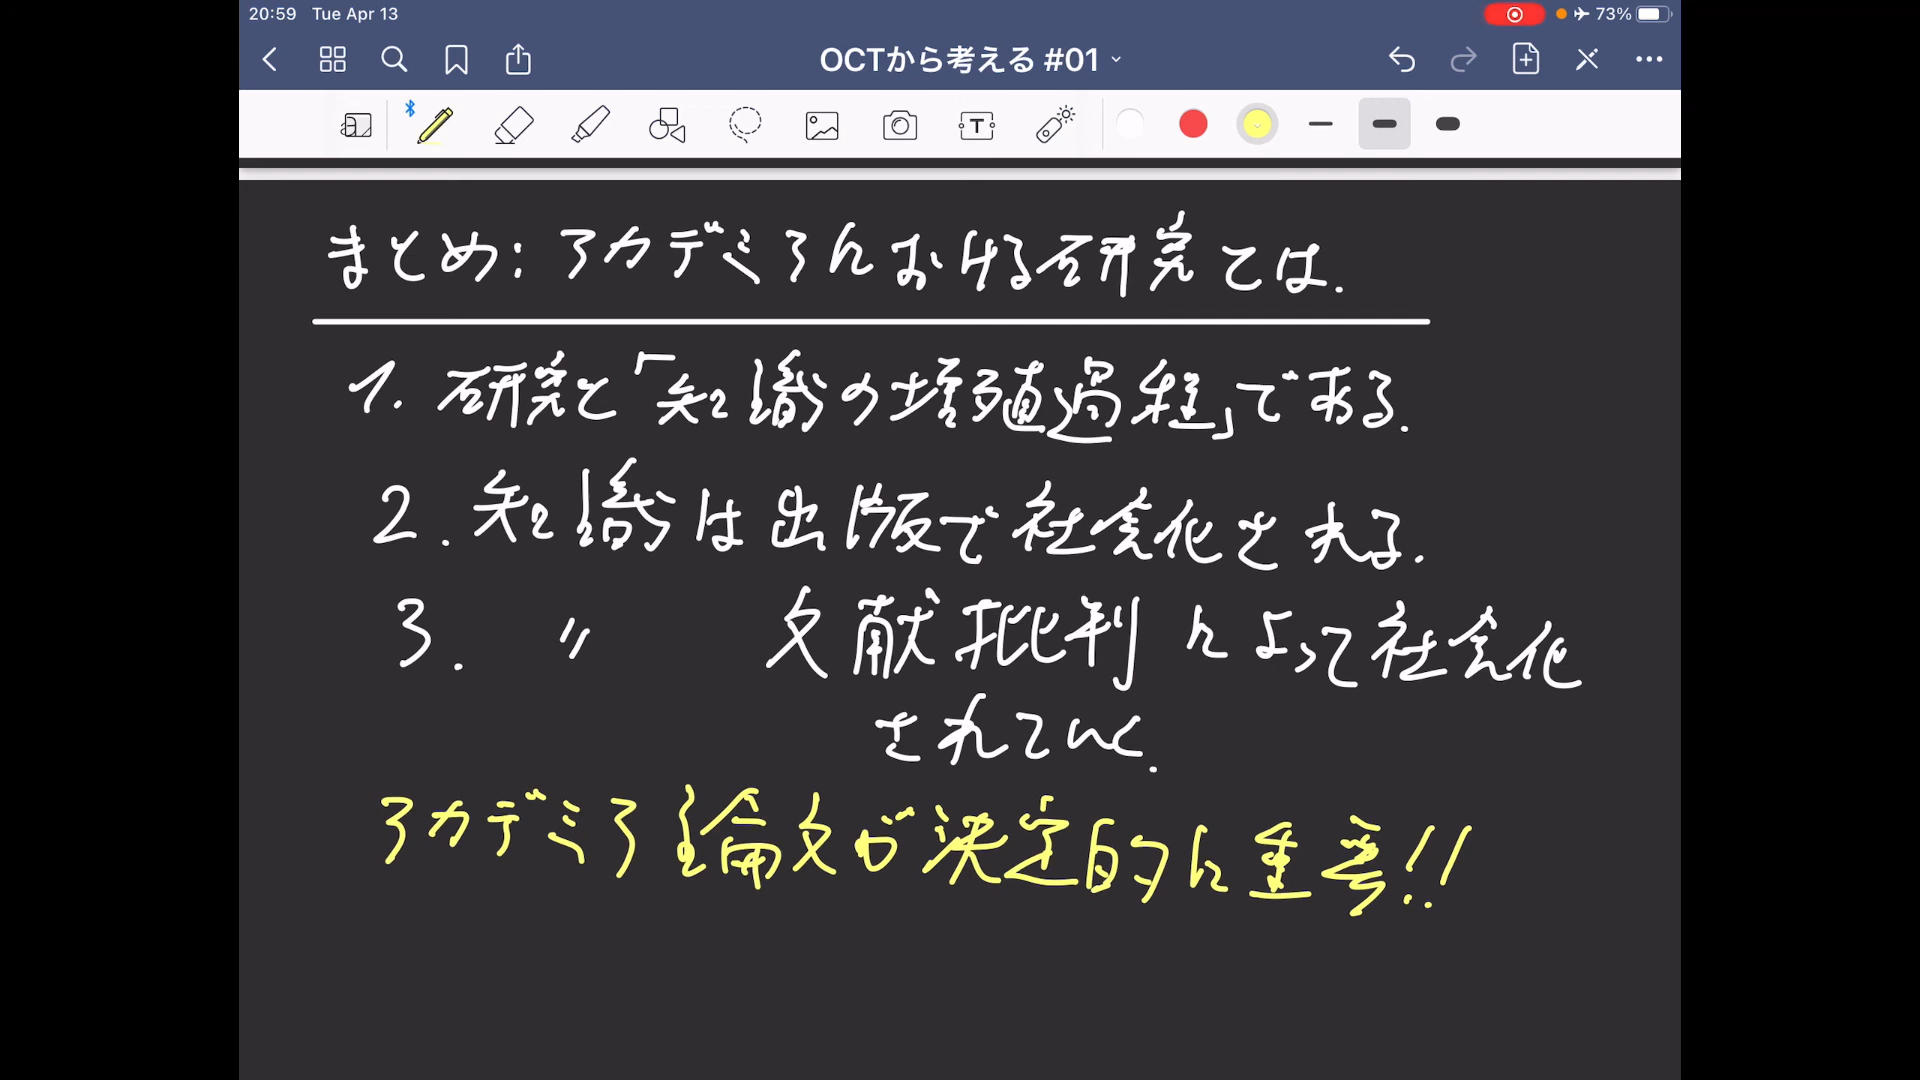 20:59 Tue Apr 13 73%
OCTから考える #01
まとめ: アカデミアにおける研究とは.
1. 研究と「知識の増殖過程」である.
2. 知識は出版で社会化される.
3. 〃 文献批判によって社会化
されていく.
アカデミア論文が決定的に重要!!